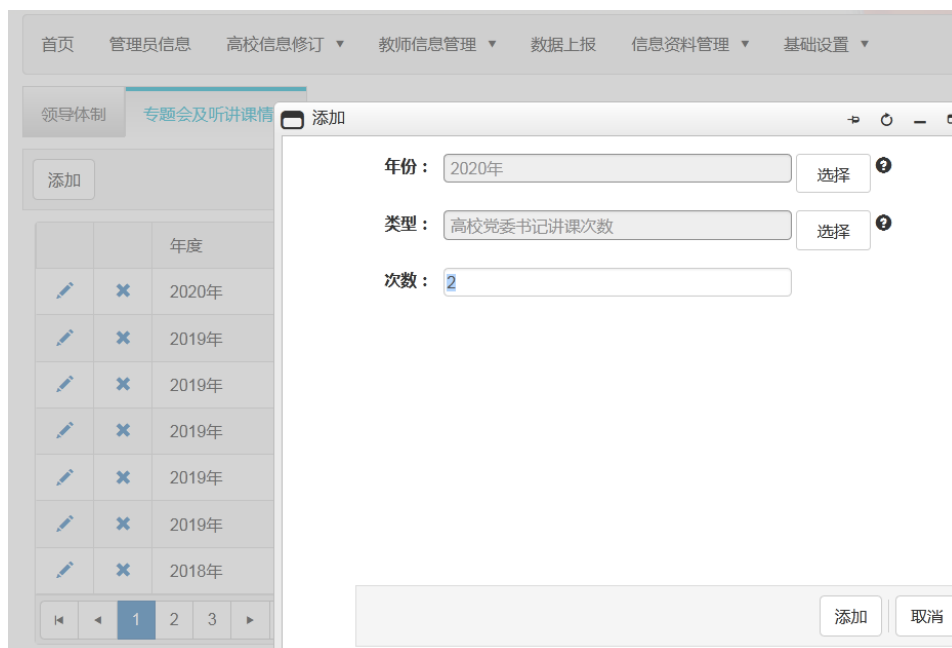 首页 管理员信息 高校信息修订 ▼ 教师信息管理 ▼ 数据上报 信息资料管理 ▼ 基础设置 ▼
领导体制 专题会及听讲课情
添加
年份： 2020年 选择
类型： 高校党委书记讲课次数 选择
次数： 2
添加
年度
2020年
2019年
2019年
2019年
2019年
2019年
2018年
1 2 3
添加 取消